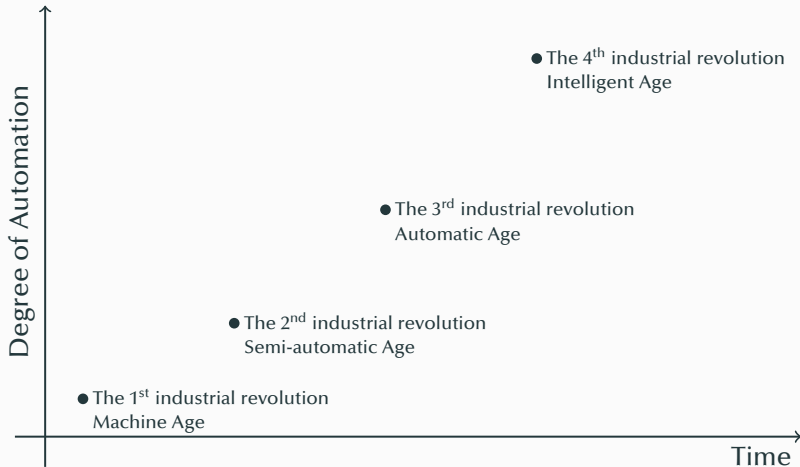 Degree of Automation
The 4th industrial revolution
Intelligent Age
The 3rd industrial revolution
Automatic Age
The 2nd industrial revolution
Semi-automatic Age
The 1st industrial revolution
Machine Age
Time